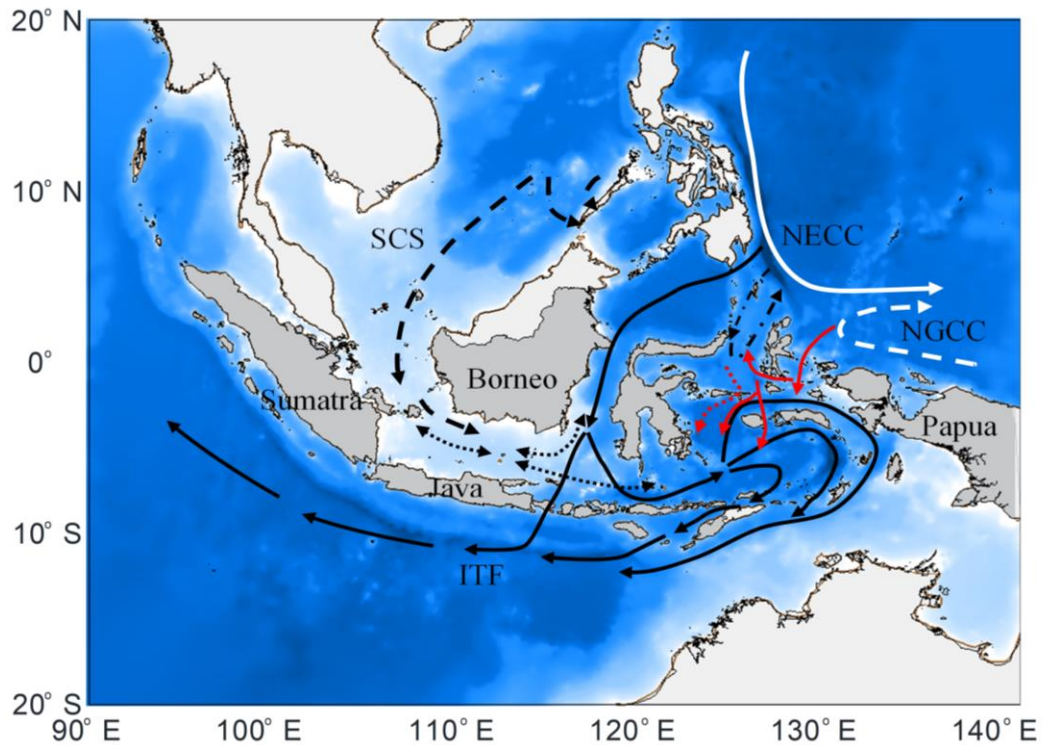 20° N
10° N
0°
10° S
20° S
90° E
100° E
110° E
120° E
130° E
140° E
SCS
NECC
NGCC
Borneo
Sumatra
Papua
Java
ITF